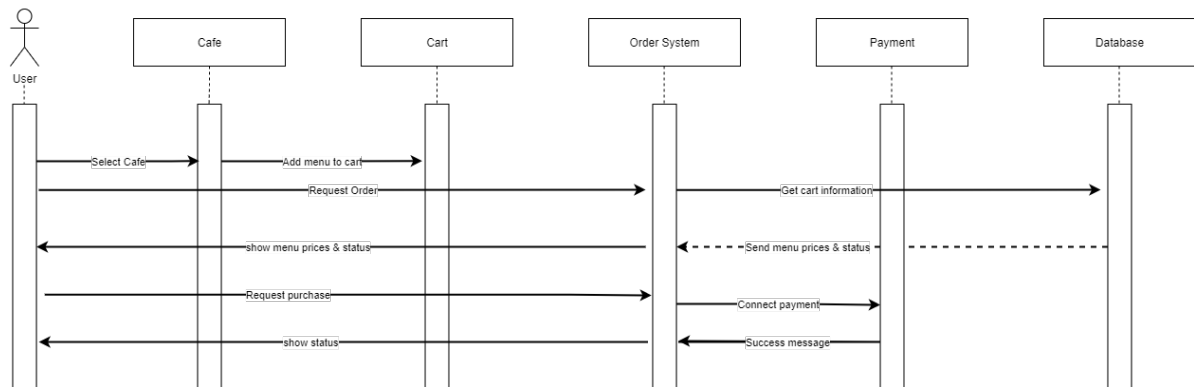 User
Cafe
Cart
Order System
Payment
Database
Select Cafe
Add menu to cart
Request Order
Get cart information
show menu prices & status
Send menu prices & status
Request purchase
Connect payment
show status
Success message